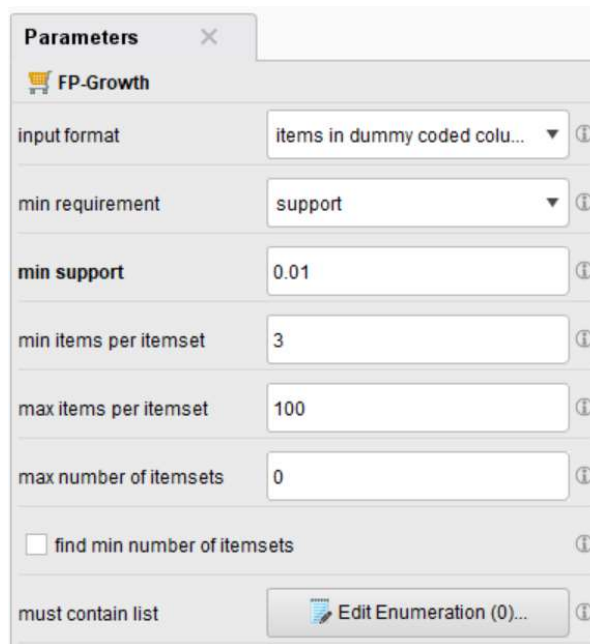 Parameters
FP-Growth
input format items in dummy coded colu...
min requirement support
min support 0.01
min items per itemset 3
max items per itemset 100
max number of itemsets 0
find min number of itemsets
must contain list Edit Enumeration (0)...